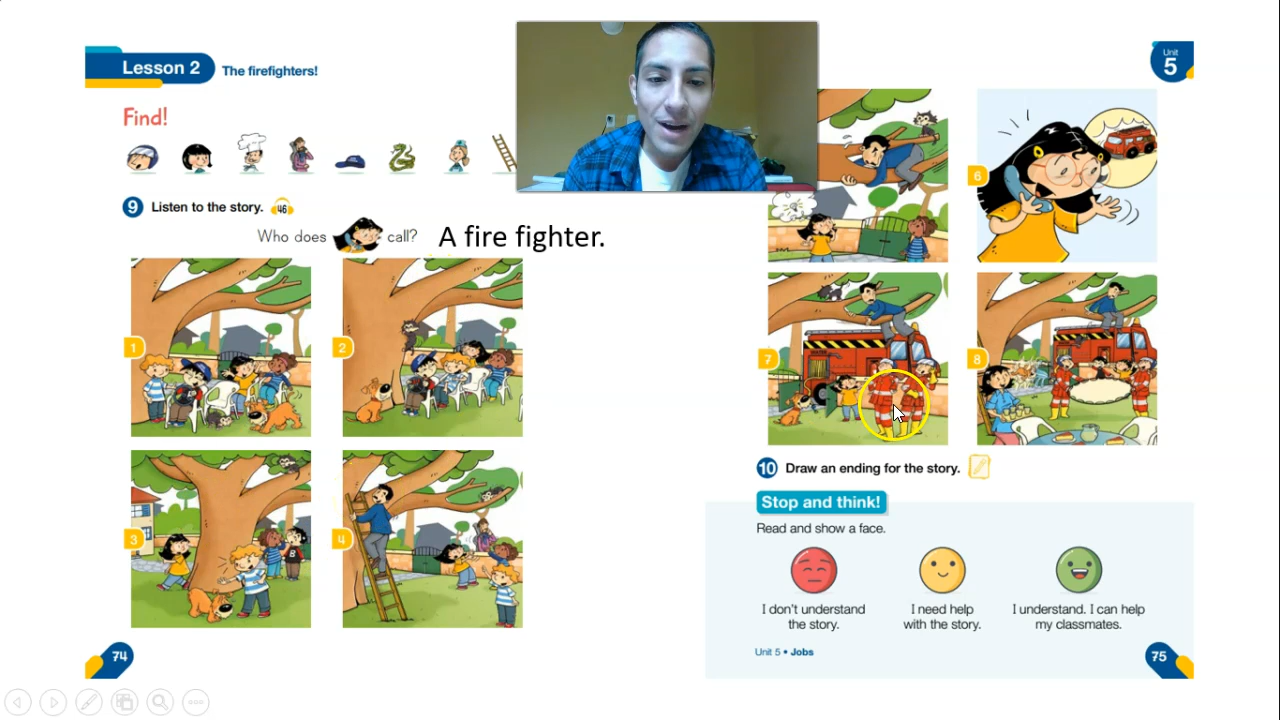 Lesson 2 The firefighters!
Unit
5
Find!
9 Listen to the story. 46
Who does call? A fire fighter.
1
2
3
4
6
7
8
10 Draw an ending for the story.
Stop and think!
Read and show a face.
I don't understand
the story.
I need help
with the story.
I understand. I can help
my classmates.
74
Unit 5 • Jobs
75